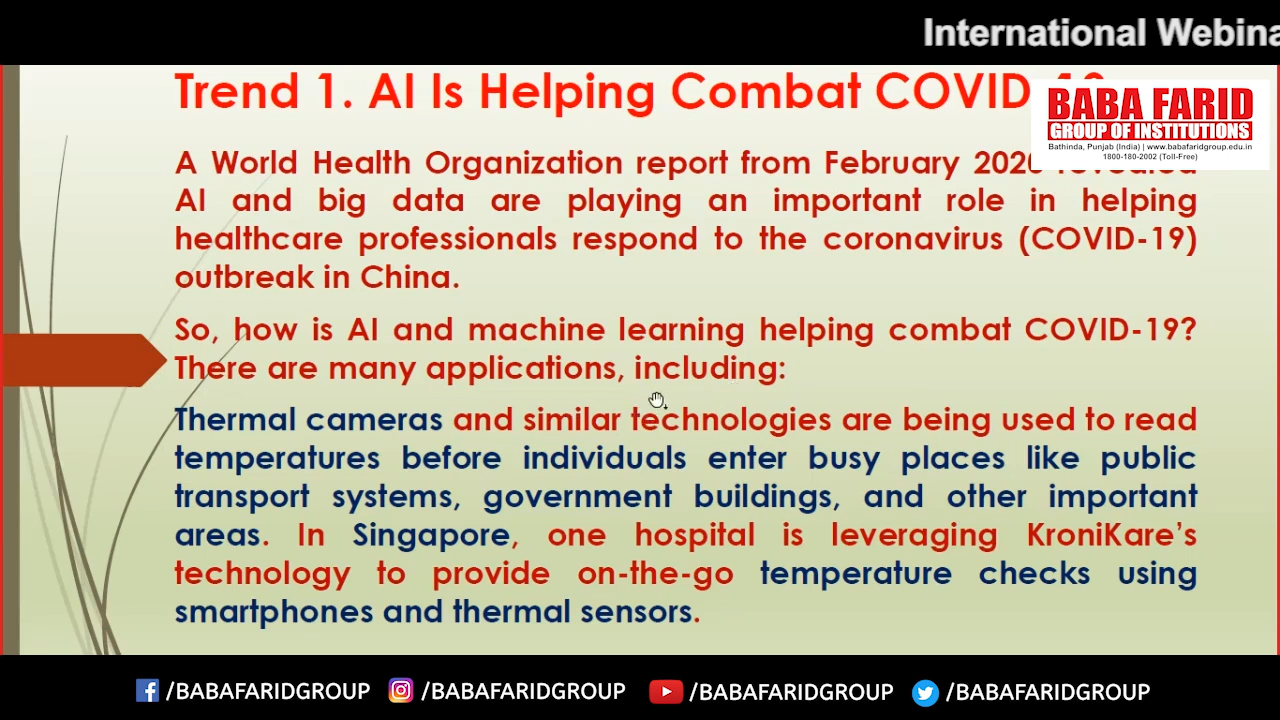 International Webina
Trend 1. AI Is Helping Combat COVID
BABA FARID
GROUP OF INSTITUTIONS
Bathinda, Punjab (India) | www.babafaridgroup.edu.in
1800-180-2002 (Toll-Free)
A World Health Organization report from February
AI and big data are playing an important role in helping
healthcare professionals respond to the coronavirus (COVID-19)
outbreak in China.
So, how is AI and machine learning helping combat COVID-19?
There are many applications, including:
Thermal cameras and similar technologies are being used to read
temperatures before individuals enter busy places like public
transport systems, government buildings, and other important
areas. In Singapore, one hospital is leveraging KroniKare’s
technology to provide on-the-go temperature checks using
smartphones and thermal sensors.
/BABAFARIDGROUP /BABAFARIDGROUP /BABAFARIDGROUP /BABAFARIDGROUP